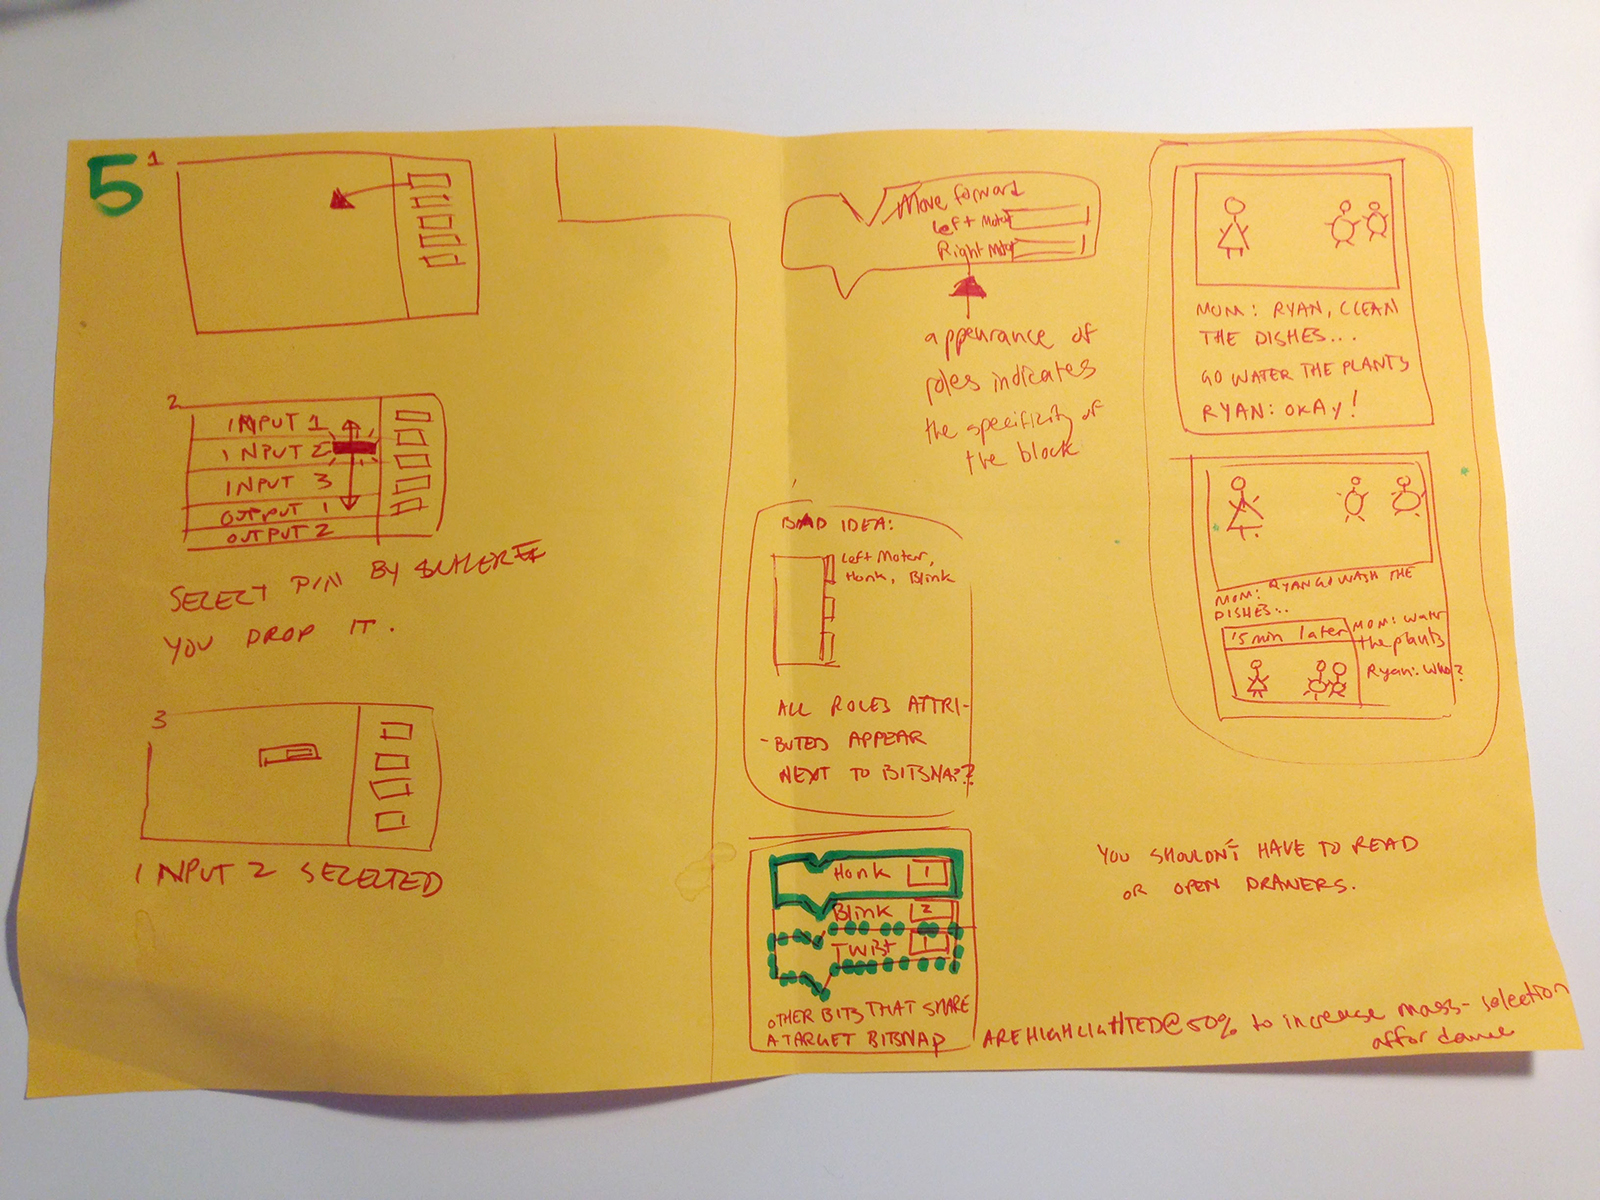 5
1
2
INPUT 1
INPUT 2
INPUT 3
OUTPUT 1
OUTPUT 2
SELECT PIN BY
YOU DROP IT.
3
INPUT 2 SELECTED
Move forward
Left Motor
Right Motor
appearance of
roles indicates
the specificity of
the block
BAD IDEA:
Left Motor,
Honk, Blink
ALL ROLES ATTRI-
-BUTED APPEAR
NEXT TO BITSNAP?
Honk 1
Blink 2
Twist 1
OTHER BITS THAT SHARE
A TARGET BITSNAP
ARE HIGHLIGHTED @ 50% to increase mass-selection
affordance
MOM: RYAN, CLEAN
THE DISHES...
GO WATER THE PLANTS
RYAN: OKAY!
MOM: RYAN GO WASH THE
DISHES...
15 min later
MOM: water
the plants
Ryan: Who?
YOU SHOULDN'T HAVE TO READ
OR OPEN DRAWERS.